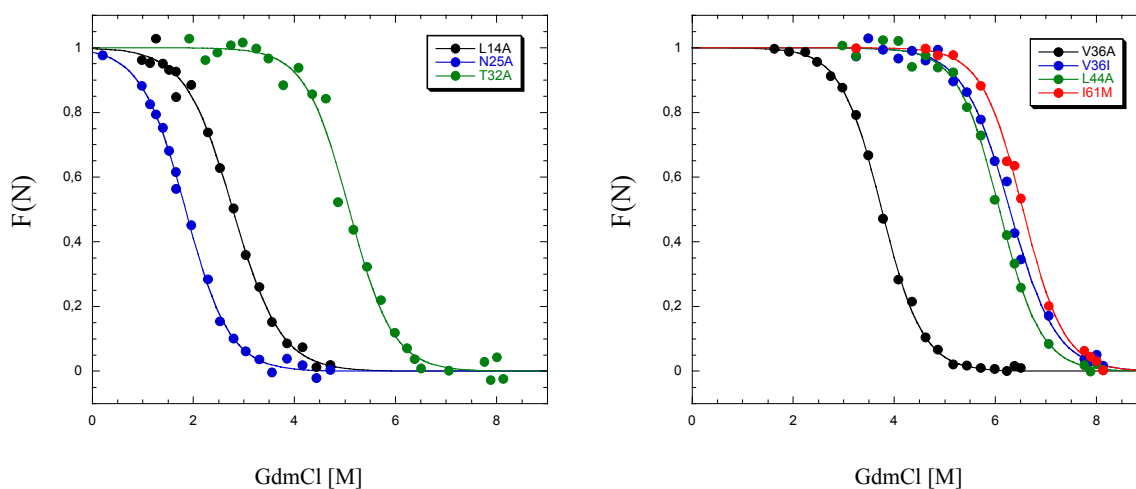 1
0,8
0,6
0,4
0,2
0
0 2 4 6 8
F(N)
GdmCl [M]
L14A
N25A
T32A
1
0,8
0,6
0,4
0,2
0
0 2 4 6 8
F(N)
GdmCl [M]
V36A
V36I
L44A
I61M